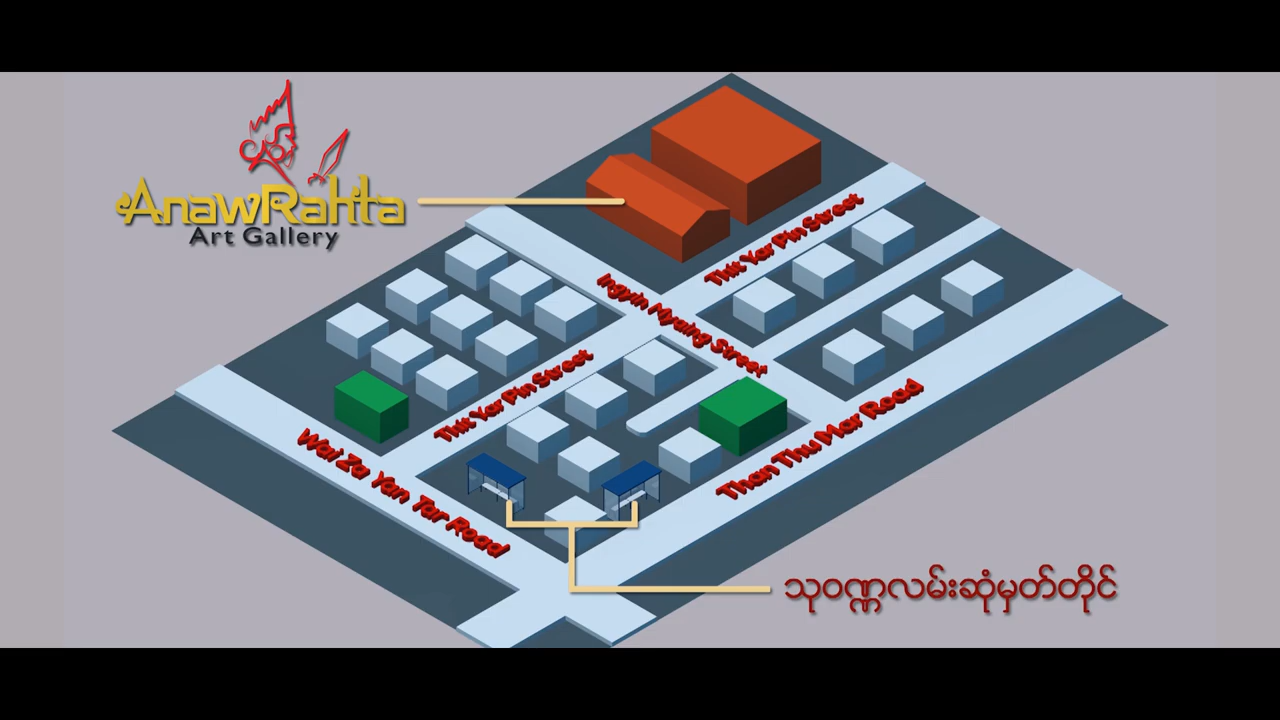 AnawRahta
Art Gallery
Thit Yar Pin Street
Ingyin Myaing Street
Thit Yar Pin Street
Wai Za Yan Tar Road
Than Thu Mar Road
သုဝဏ္ဏလမ်းဆုံမှတ်တိုင်